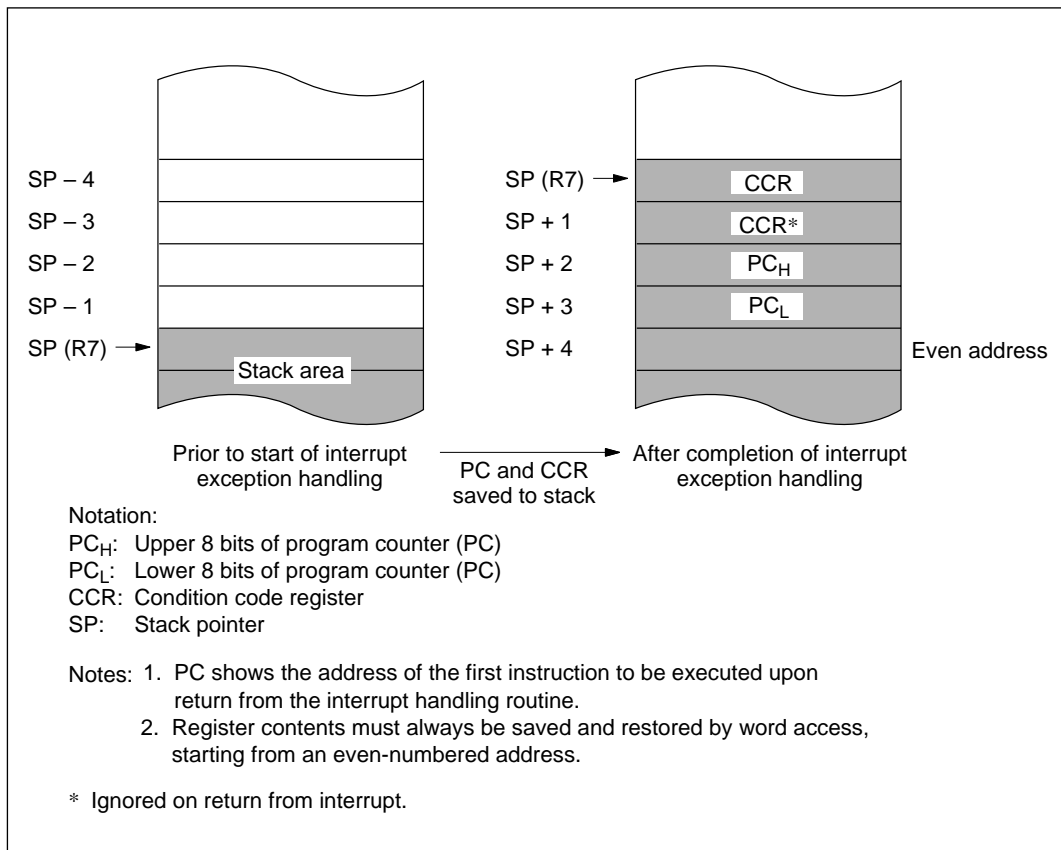 SP – 4
SP – 3
SP – 2
SP – 1
SP (R7)
Stack area
SP (R7)
SP + 1
SP + 2
SP + 3
SP + 4
CCR
CCR*
PCH
PCL
Even address
Prior to start of interrupt
exception handling
PC and CCR
saved to stack
After completion of interrupt
exception handling
Notation:
PCH: Upper 8 bits of program counter (PC)
PCL: Lower 8 bits of program counter (PC)
CCR: Condition code register
SP: Stack pointer
Notes: 1. PC shows the address of the first instruction to be executed upon
return from the interrupt handling routine.
2. Register contents must always be saved and restored by word access,
starting from an even-numbered address.
* Ignored on return from interrupt.